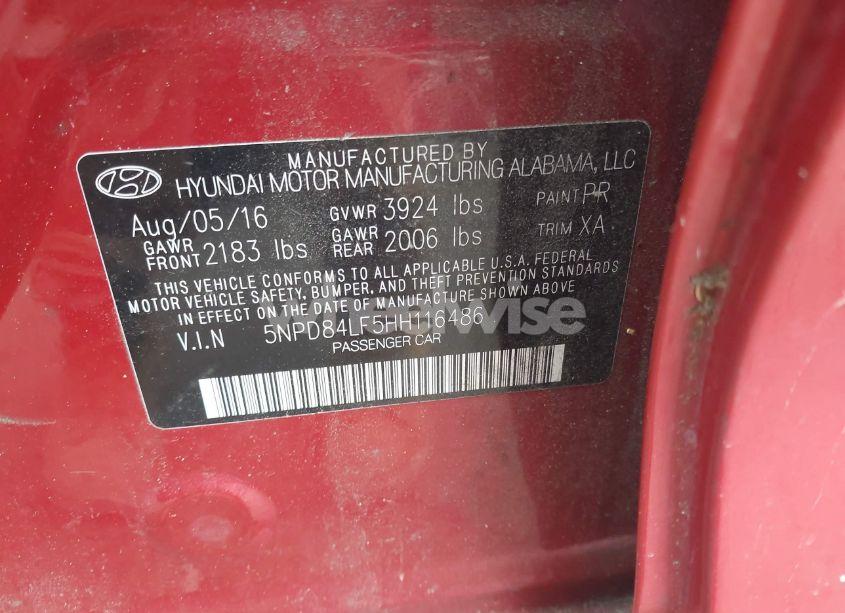 MANUFACTURED BY
HYUNDAI MOTOR MANUFACTURING ALABAMA, LLC
Aug/05/16 GVWR 3924 lbs PAINT PR
GAWR FRONT 2183 lbs GAWR REAR 2006 lbs TRIM XA
THIS VEHICLE CONFORMS TO ALL APPLICABLE U.S.A. FEDERAL
MOTOR VEHICLE SAFETY, BUMPER, AND THEFT PREVENTION STANDARDS
IN EFFECT ON THE DATE OF MANUFACTURE SHOWN ABOVE
V.I.N 5NPD84LF5HH116486
PASSENGER CAR
wise